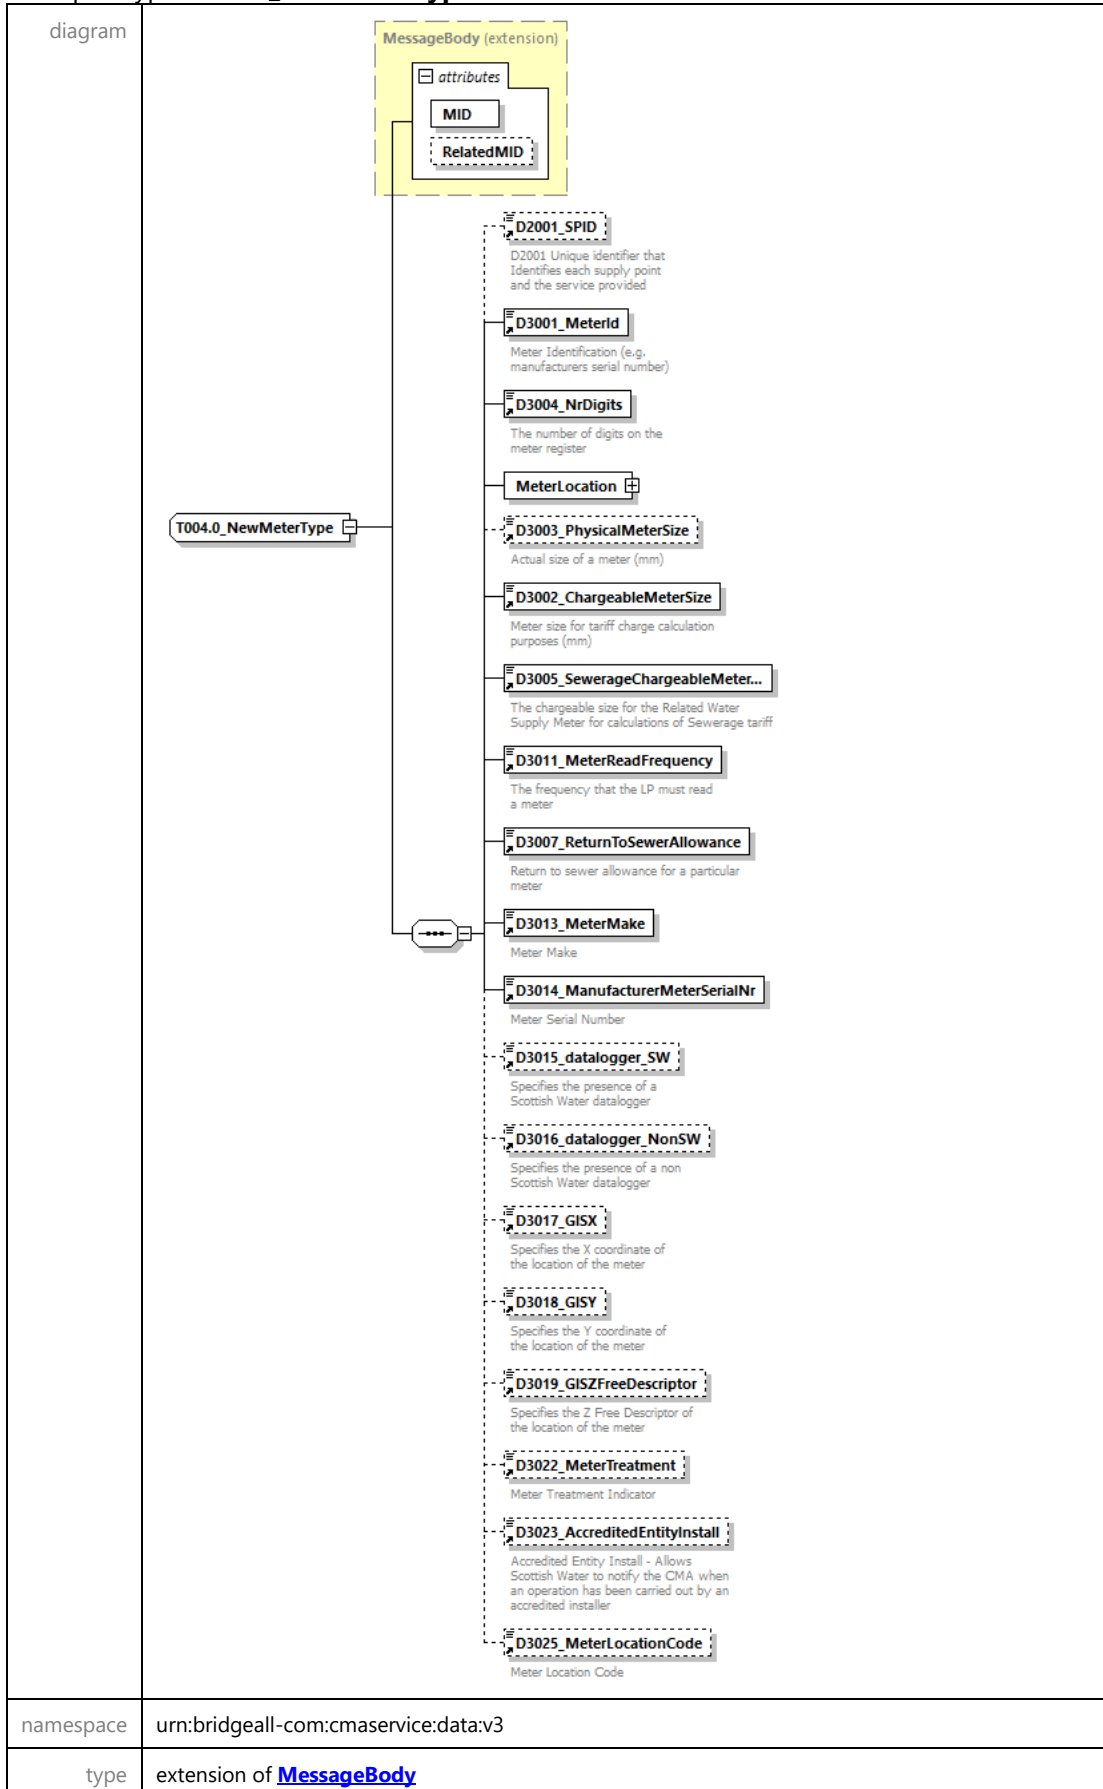 diagram
MessageBody (extension)
attributes
MID
RelatedMID
D2001_SPID
D2001 Unique identifier that
Identifies each supply point
and the service provided
D3001_MeterId
Meter Identification (e.g.
manufacturers serial number)
D3004_NrDigits
The number of digits on the
meter register
MeterLocation
T004.0_NewMeterType
D3003_PhysicalMeterSize
Actual size of a meter (mm)
D3002_ChargeableMeterSize
Meter size for tariff charge calculation
purposes (mm)
D3005_SewerageChargeableMeter...
The chargeable size for the Related Water
Supply Meter for calculations of Sewerage tariff
D3011_MeterReadFrequency
The frequency that the LP must read
a meter
D3007_ReturnToSewerAllowance
Return to sewer allowance for a particular
meter
D3013_MeterMake
Meter Make
D3014_ManufacturerMeterSerialNr
Meter Serial Number
D3015_datalogger_SW
Specifies the presence of a
Scottish Water datalogger
D3016_datalogger_NonSW
Specifies the presence of a non
Scottish Water datalogger
D3017_GISX
Specifies the X coordinate of
the location of the meter
D3018_GISY
Specifies the Y coordinate of
the location of the meter
D3019_GISZFreeDescriptor
Specifies the Z Free Descriptor of
the location of the meter
D3022_MeterTreatment
Meter Treatment Indicator
D3023_AccreditedEntityInstall
Accredited Entity Install - Allows
Scottish Water to notify the CMA when
an operation has been carried out by an
accredited installer
D3025_MeterLocationCode
Meter Location Code
namespace urn:bridgeall-com:cmaservice:data:v3
type extension of MessageBody